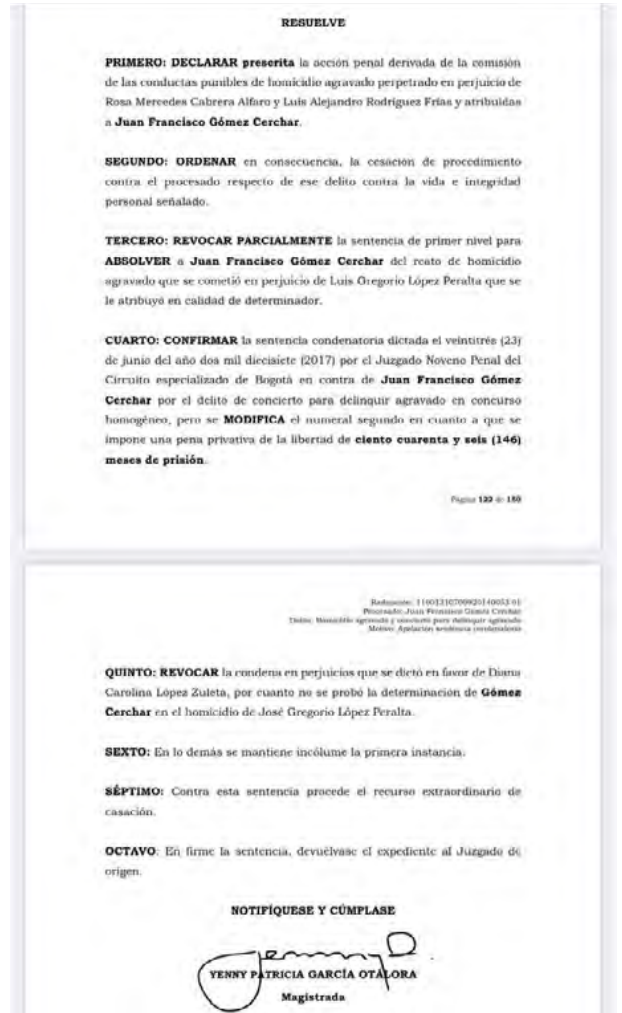 RESUELVE
PRIMERO: DECLARAR prescrita la acción penal derivada de la comisión
de las conductas punibles de homicidio agravado perpetrado en perjuicio de
Rosa Mercedes Cabrera Alfaro y Luis Alejandro Rodríguez Frías y atribuidas
a Juan Francisco Gómez Cerchar.
SEGUNDO: ORDENAR en consecuencia, la cesación de procedimiento
contra el procesado respecto de ese delito contra la vida e integridad
personal señalado.
TERCERO: REVOCAR PARCIALMENTE la sentencia de primer nivel para
ABSOLVER a Juan Francisco Gómez Cerchar del reato de homicidio
agravado que se cometió en perjuicio de Luis Gregorio López Peralta que se
le atribuyó en calidad de determinador.
CUARTO: CONFIRMAR la sentencia condenatoria dictada el veintitrés (23)
de junio del año dos mil diecisiete (2017) por el Juzgado Noveno Penal del
Circuito especializado de Bogotá en contra de Juan Francisco Gómez
Cerchar por el delito de concierto para delinquir agravado en concurso
homogéneo, pero se MODIFICA el numeral segundo en cuanto a que se
impone una pena privativa de la libertad de ciento cuarenta y seis (146)
meses de prisión.
Página de 150
Radicación:
Procesado: Juan Francisco Gómez Cerchar
Delito: Homicidio agravado y concierto para delinquir agravado
Motivo: Apelación sentencia condenatoria
QUINTO: REVOCAR la condena en perjuicios que se dictó en favor de Diana
Carolina López Zuleta, por cuanto no se probó la determinación de Gómez
Cerchar en el homicidio de José Gregorio López Peralta.
SEXTO: En lo demás se mantiene incólume la primera instancia.
SÉPTIMO: Contra esta sentencia procede el recurso extraordinario de
casación.
OCTAVO: En firme la sentencia, devuélvase el expediente al Juzgado de
origen.
NOTIFÍQUESE Y CÚMPLASE
YENNY PATRICIA GARCÍA OTÁLORA
Magistrada